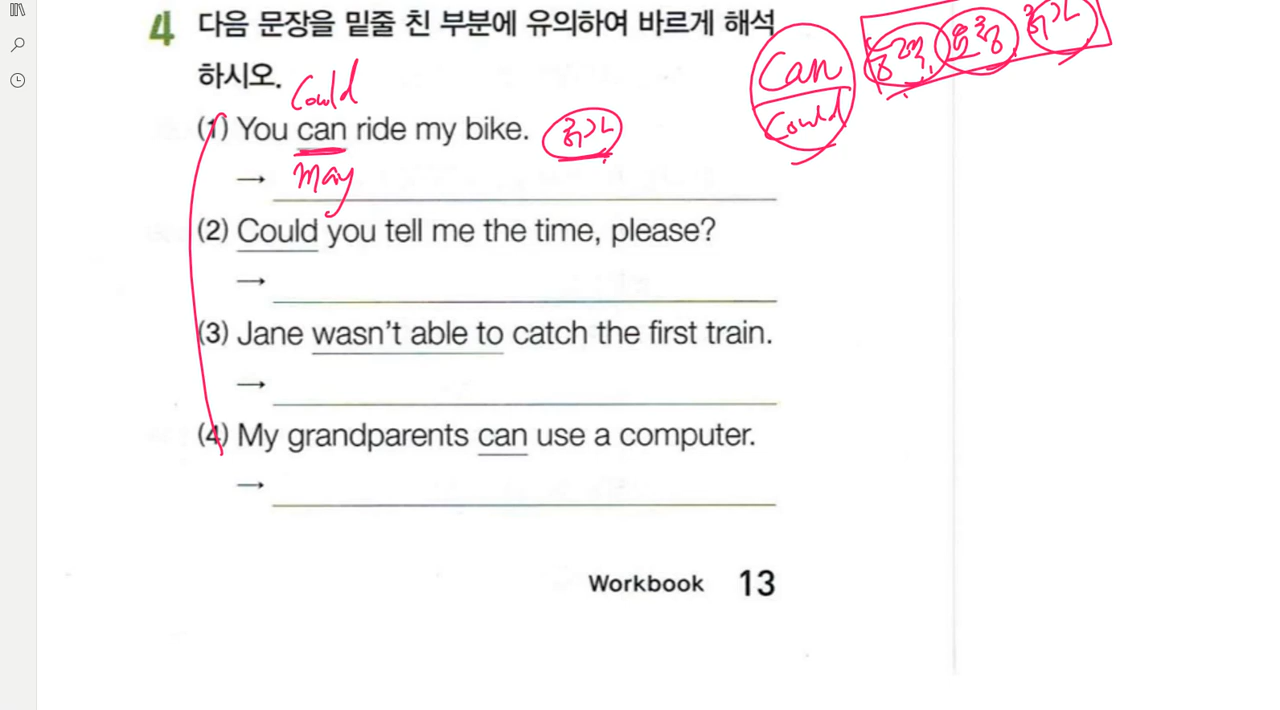 4 다음 문장을 밑줄 친 부분에 유의하여 바르게 해석
하시오.
Can
Could
능력, 요청 허가
Could
(1) You can ride my bike. 허가
→ may
(2) Could you tell me the time, please?
→
(3) Jane wasn't able to catch the first train.
→
(4) My grandparents can use a computer.
→
Workbook 13